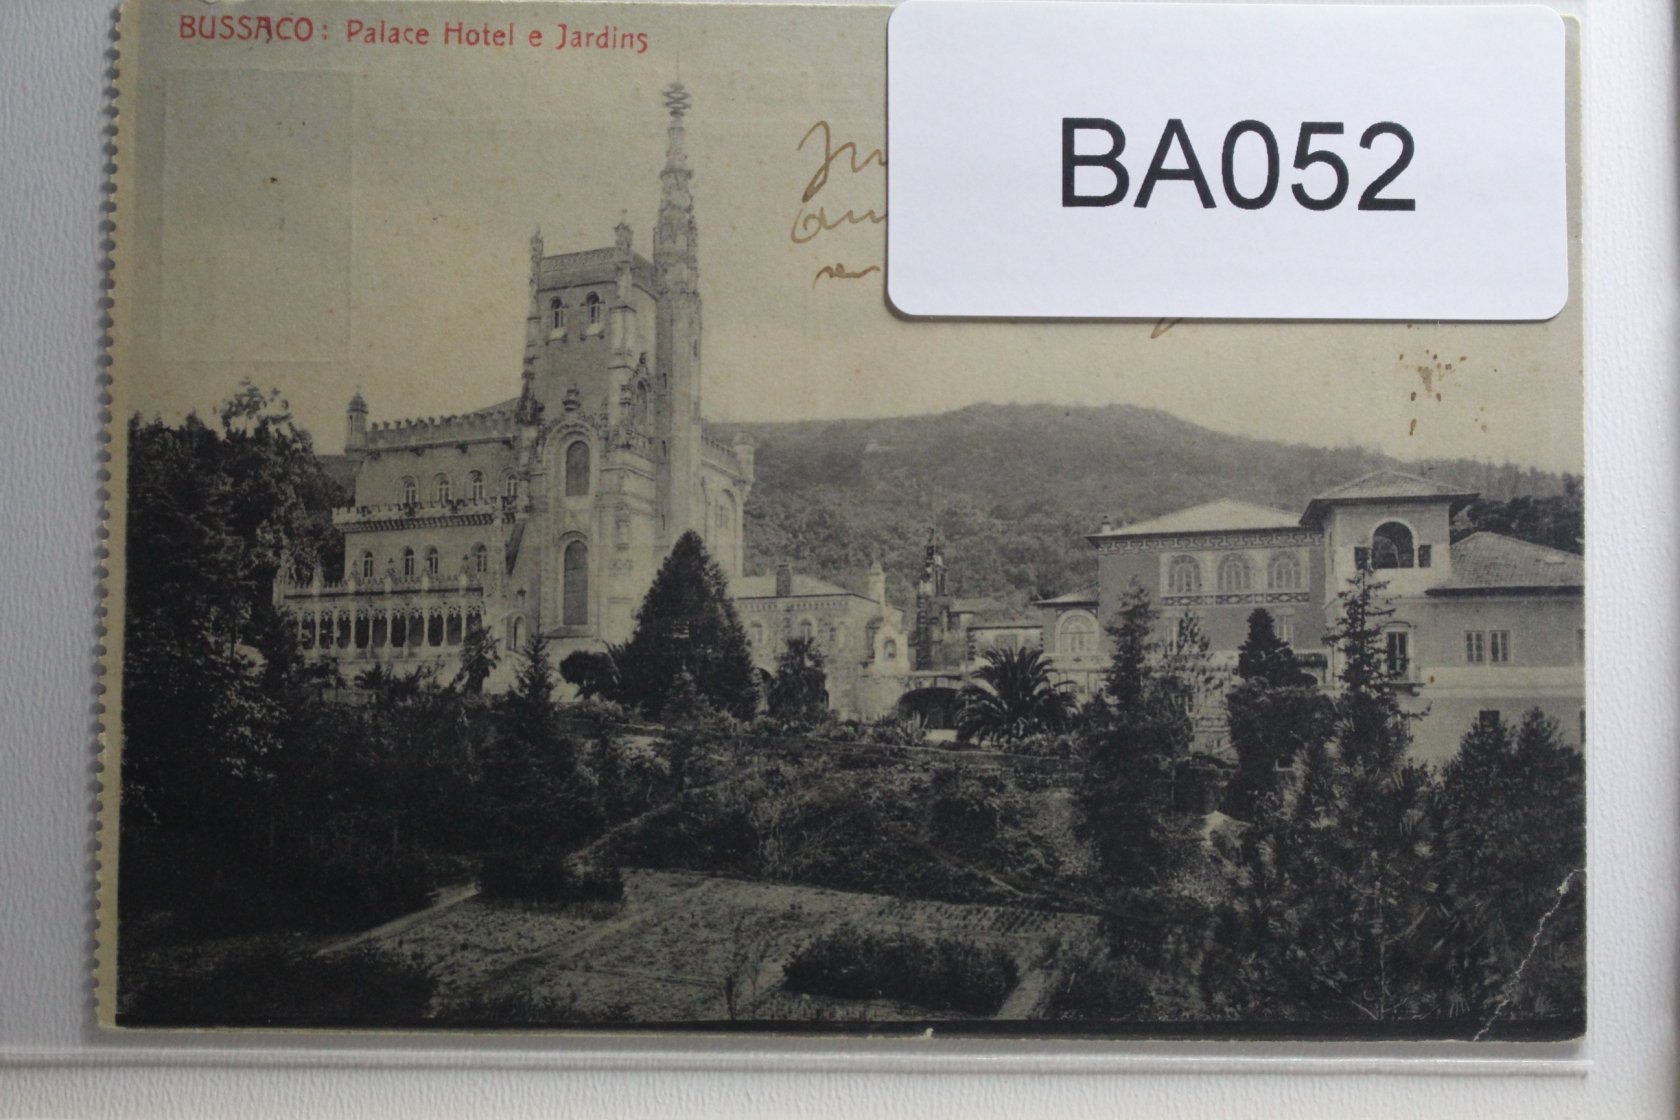 BUSSACO: Palace Hotel e Jardins
BA052